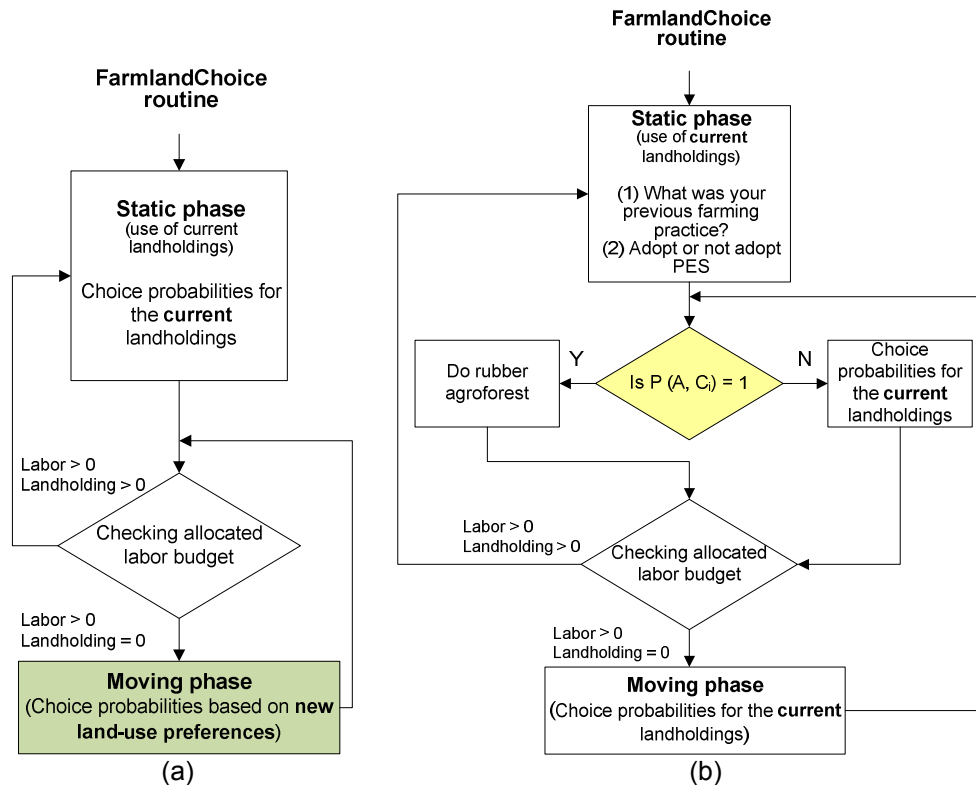 FarmlandChoice
routine
Static phase
(use of current
landholdings)
Choice probabilities for
the current
landholdings
Labor > 0
Landholding > 0
Checking allocated
labor budget
Labor > 0
Landholding = 0
Moving phase
(Choice probabilities based on new
land-use preferences)
(a)
FarmlandChoice
routine
Static phase
(use of current
landholdings)
(1) What was your
previous farming
practice?
(2) Adopt or not adopt
PES
Y
Is P (A, Cᵢ) = 1
N
Do rubber
agroforest
Choice
probabilities for
the current
landholdings
Labor > 0
Landholding > 0
Checking allocated
labor budget
Labor > 0
Landholding = 0
Moving phase
(Choice probabilities for the current
landholdings)
(b)